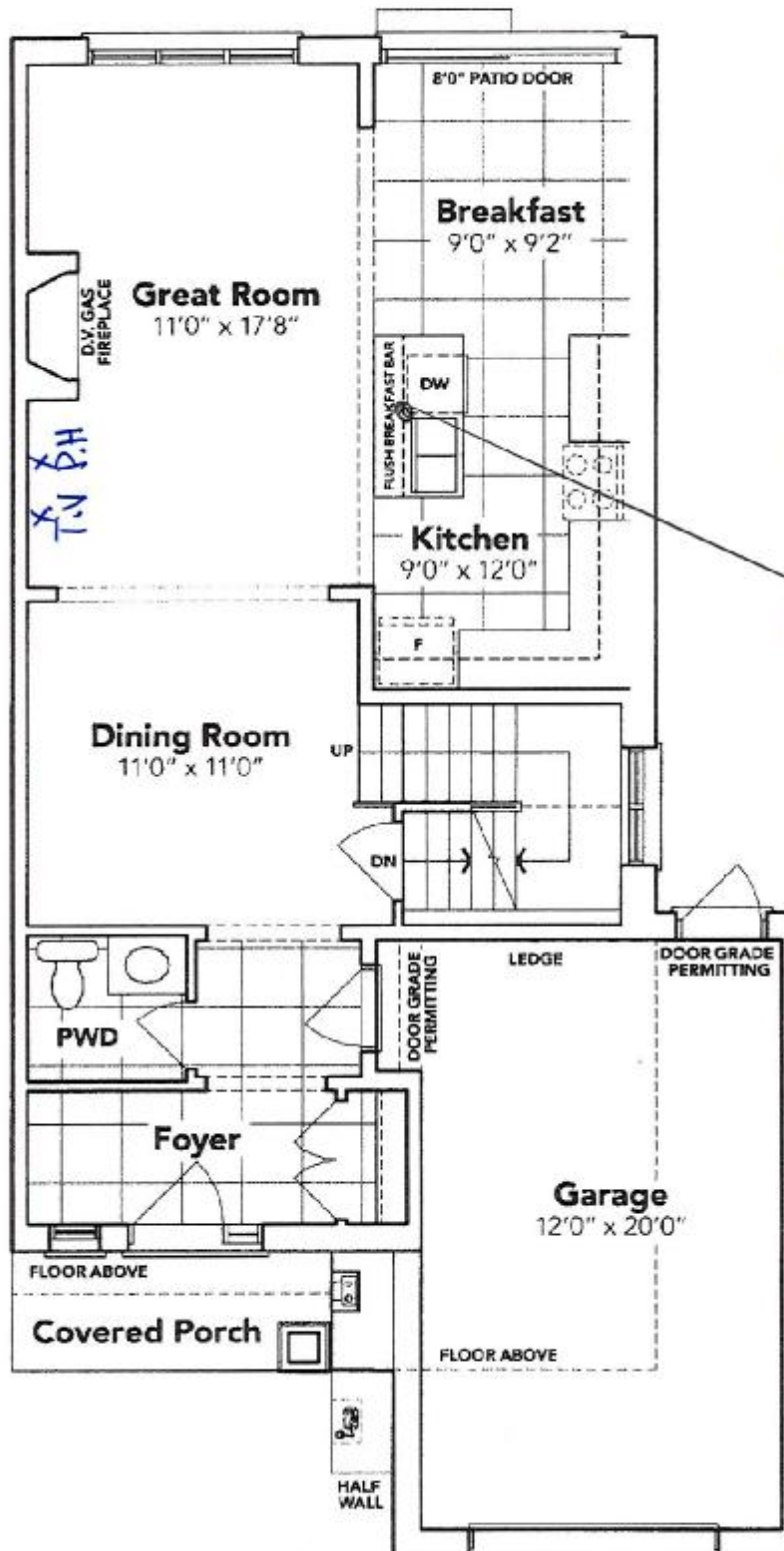 8'0" PATIO DOOR
Breakfast
9'0" x 9'2"
Great Room
11'0" x 17'8"
D.V. GAS
FIREPLACE
FLUSH BREAKFAST BAR
DW
T.V P.H
Kitchen
9'0" x 12'0"
F
Dining Room
11'0" x 11'0"
UP
DN
LEDGE
DOOR GRADE
PERMITTING
DOOR GRADE
PERMITTING
PWD
Foyer
Garage
12'0" x 20'0"
FLOOR ABOVE
Covered Porch
FLOOR ABOVE
HALF
WALL